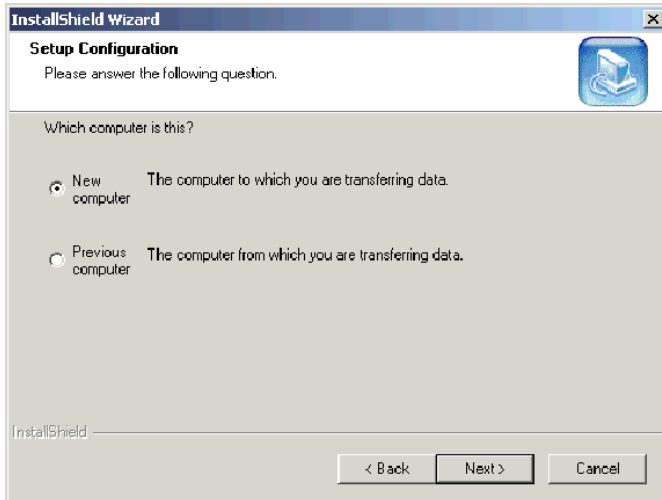 InstallShield Wizard
Setup Configuration
Please answer the following question.
Which computer is this?
New computer
The computer to which you are transferring data.
Previous computer
The computer from which you are transferring data.
InstallShield
< Back
Next >
Cancel